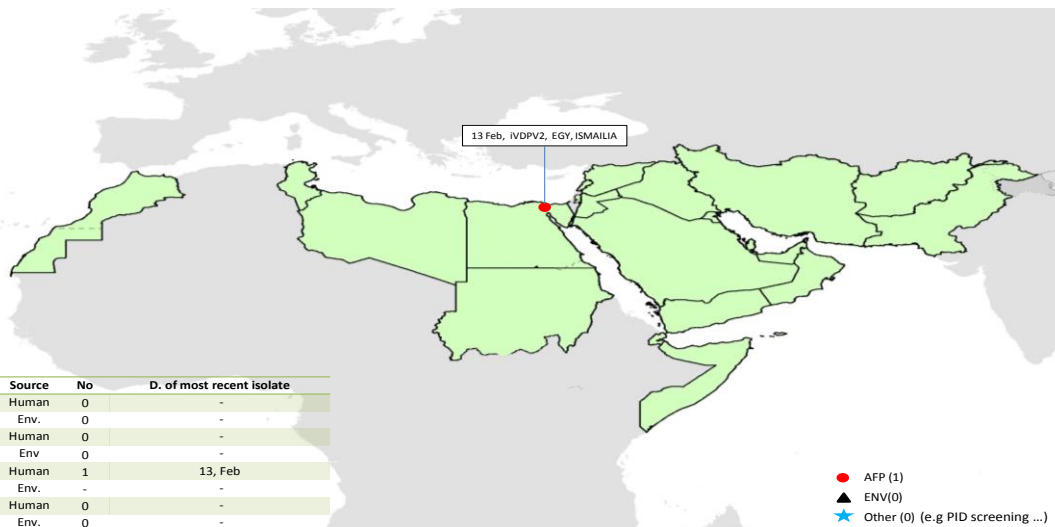 13 Feb, iVDPV2, EGY, ISMAILIA
Source No D. of most recent isolate
Human 0 -
Env. 0 -
Human 0 -
Env 0 -
Human 1 13, Feb
Env. - -
Human 0 -
Env. 0 -
AFP (1)
ENV(0)
Other (0) (e.g PID screening ...)